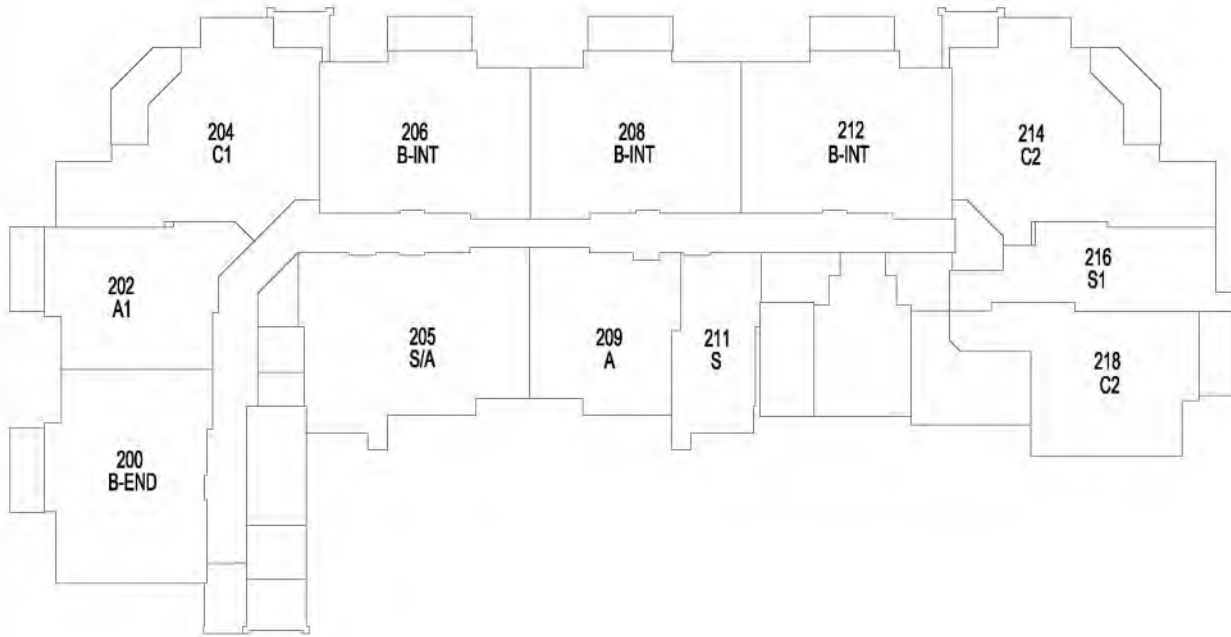 204
C1
206
B-INT
208
B-INT
212
B-INT
214
C2
202
A1
216
S1
205
S/A
209
A
211
S
218
C2
200
B-END